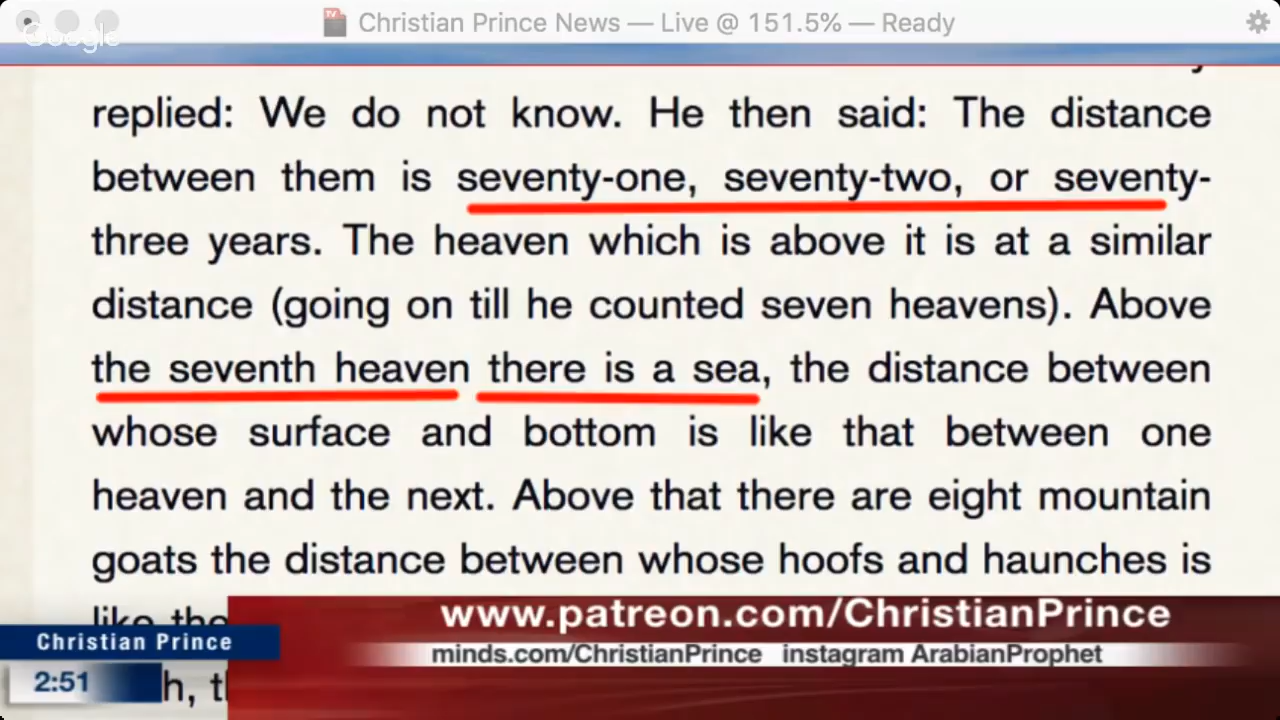 Christian Prince News — Live @ 151.5% — Ready
Google
replied: We do not know. He then said: The distance
between them is seventy-one, seventy-two, or seventy-
three years. The heaven which is above it is at a similar
distance (going on till he counted seven heavens). Above
the seventh heaven there is a sea, the distance between
whose surface and bottom is like that between one
heaven and the next. Above that there are eight mountain
goats the distance between whose hoofs and haunches is
like
www.patreon.com/ChristianPrince
Christian Prince
minds.com/ChristianPrince instagram ArabianProphet
2:51